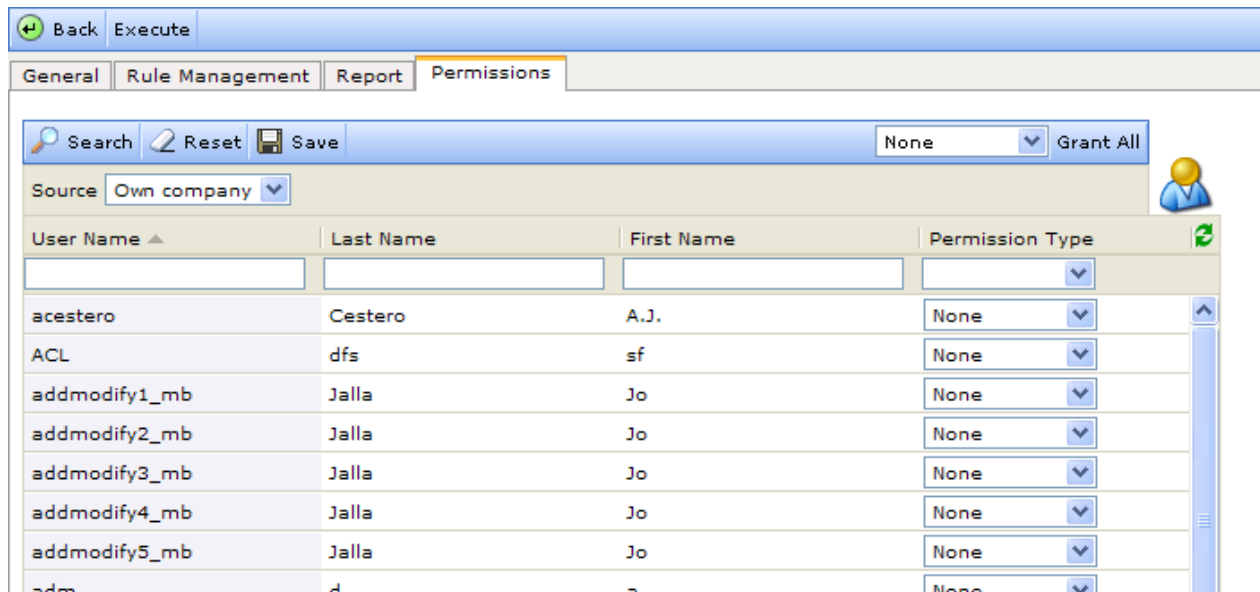 Back Execute
General Rule Management Report Permissions
Search Reset Save None Grant All
Source Own company
User Name Last Name First Name Permission Type
acestero Cestero A.J. None
ACL dfs sf None
addmodify1_mb Jalla Jo None
addmodify2_mb Jalla Jo None
addmodify3_mb Jalla Jo None
addmodify4_mb Jalla Jo None
addmodify5_mb Jalla Jo None
adm d a None